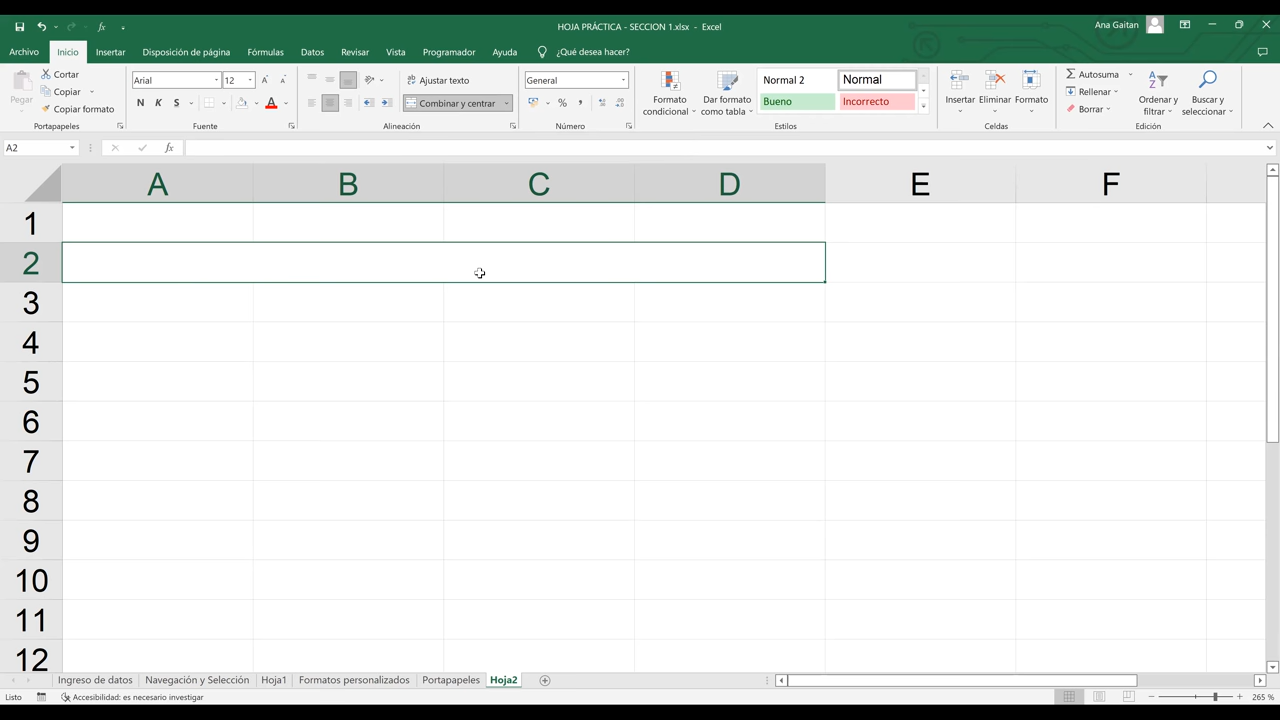 HOJA PRÁCTICA - SECCION 1.xlsx - Excel
Ana Gaitan
Archivo Inicio Insertar Disposición de página Fórmulas Datos Revisar Vista Programador Ayuda ¿Qué desea hacer?
Pegar
Cortar
Copiar
Copiar formato
Portapapeles
Arial 12
N K S
Fuente
Ajustar texto
Combinar y centrar
Alineación
General
Número
Formato condicional
Dar formato como tabla
Normal 2 Normal
Bueno Incorrecto
Estilos
Insertar Eliminar Formato
Celdas
Autosuma
Rellenar
Borrar
Ordenar y filtrar
Buscar y seleccionar
Edición
A2 fx
A B C D E F
1
2
3
4
5
6
7
8
9
10
11
12
Ingreso de datos Navegación y Selección Hoja1 Formatos personalizados Portapapeles Hoja2
Listo Accesibilidad: es necesario investigar 265 %